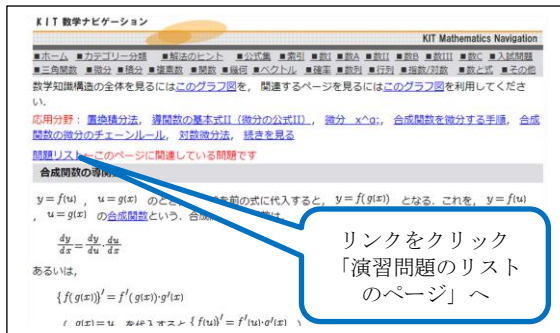 KIT 数学ナビゲーション
KIT Mathematics Navigation
■ホーム ■カテゴリー分類 ■解法のヒント ■公式集 ■索引 ■数I ■数A ■数II ■数B ■数III ■数C ■入試問題
■三角関数 ■微分 ■積分 ■複素数 ■関数 ■幾何 ■ベクトル ■確率 ■数列 ■行列 ■指数/対数 ■数と式 ■その他
数学知識構造の全体を見るにはこのグラフ図を, 関連するページを見るにはこのグラフ図を利用してくださ
い.
応用分野: 置換積分法, 導関数の基本式II(微分の公式II), 微分 x^α:, 合成関数を微分する手順, 合成
関数の微分のチェーンルール, 対数微分法, 続きを見る
問題リスト←このページに関連している問題です
合成関数の導関
y=f(u) , u=g(x) のとき, を前の式に代入すると, y=f(g(x)) となる. これを, y=f(u)
, u=g(x) の合成関数という. 合成
dy/dx = dy/du · du/dx
あるいは,
{f(g(x))}′=f′(g(x))·g′(x)
( g(x)=u を代入すると {f(u)}′=f′(u)·g′(x) )
リンクをクリック
「演習問題のリスト
のページ」へ